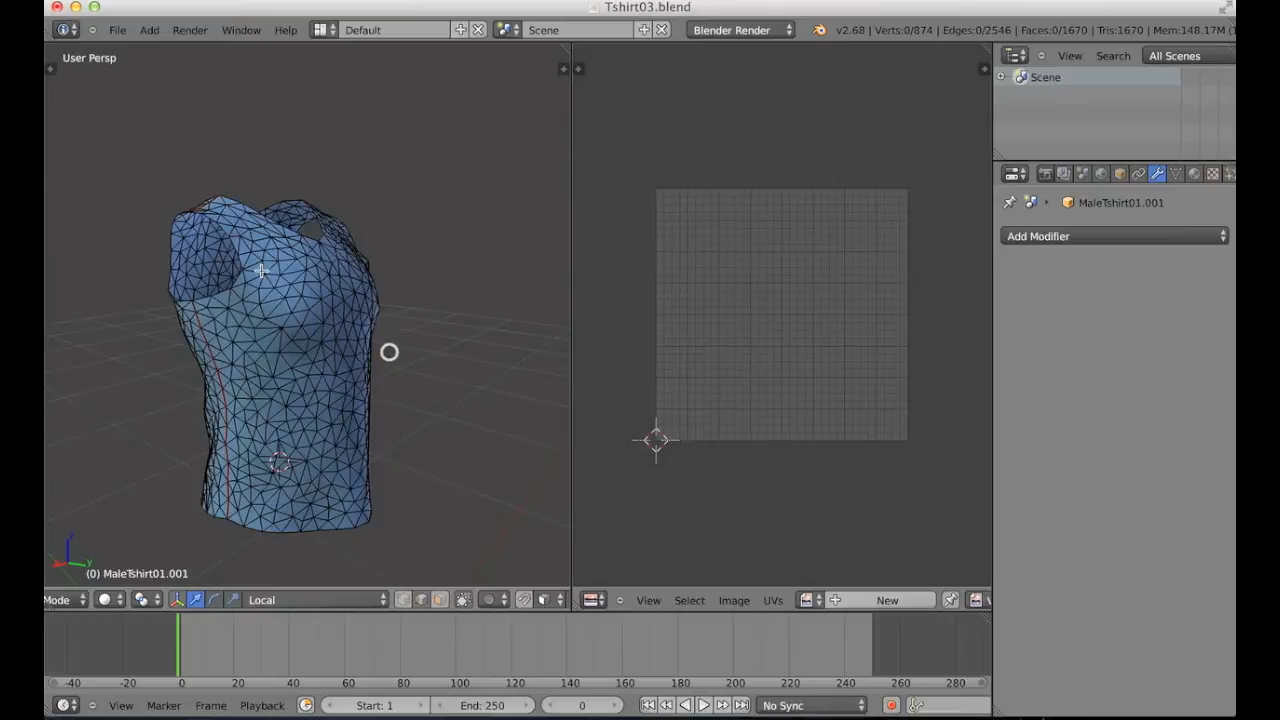 Tshirt03.blend
File Add Render Window Help Default Scene Blender Render v2.68 | Verts:0/874 | Edges:0/2546 | Faces:0/1670 | Tris:1670 | Mem:148.17M
User Persp
View Search All Scenes
Scene
MaleTshirt01.001
Add Modifier
(0) MaleTshirt01.001
Mode Local View Select Image UVs New
-40 -20 0 20 40 60 80 100 120 140 160 180 200 220 240 260 280
View Marker Frame Playback Start: 1 End: 250 0 No Sync